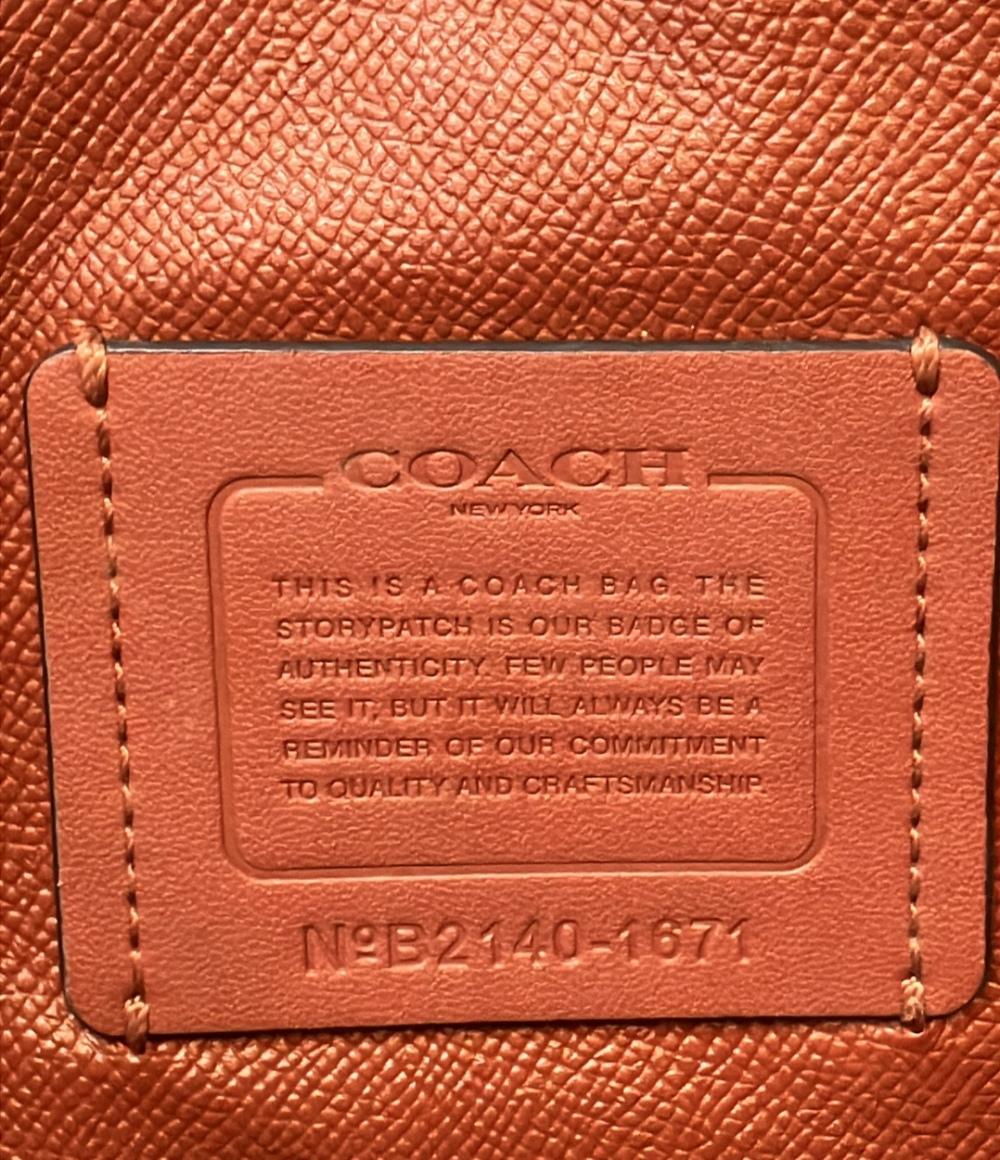 COACH
NEW YORK
THIS IS A COACH BAG. THE
STORYPATCH IS OUR BADGE OF
AUTHENTICITY. FEW PEOPLE MAY
SEE IT, BUT IT WILL ALWAYS BE A
REMINDER OF OUR COMMITMENT
TO QUALITY AND CRAFTSMANSHIP.
NºB2140-1671